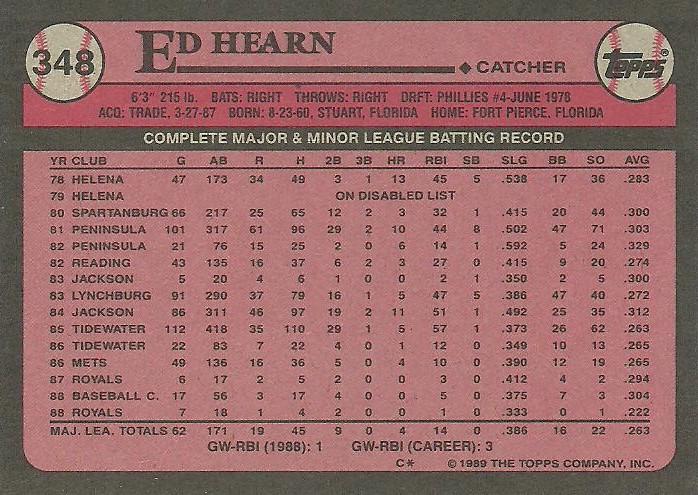 348
ED HEARN
◆ CATCHER
TOPPS®
6'3" 215 lb. BATS: RIGHT THROWS: RIGHT DRFT: PHILLIES #4-JUNE 1978
ACQ: TRADE, 3-27-87 BORN: 8-23-60, STUART, FLORIDA HOME: FORT PIERCE, FLORIDA
COMPLETE MAJOR & MINOR LEAGUE BATTING RECORD
YR CLUB G AB R H 2B 3B HR RBI SB SLG BB SO AVG
78 HELENA 47 173 34 49 3 1 13 45 5 .538 17 36 .283
79 HELENA ON DISABLED LIST
80 SPARTANBURG 66 217 25 65 12 2 3 32 1 .415 20 44 .300
81 PENINSULA 101 317 61 96 29 2 10 44 8 .502 47 71 .303
82 PENINSULA 21 76 15 25 2 0 6 14 1 .592 5 24 .329
82 READING 43 135 16 37 6 2 3 27 0 .415 9 20 .274
83 JACKSON 5 20 4 6 1 0 0 2 1 .350 2 5 .300
83 LYNCHBURG 91 290 37 79 16 1 5 47 5 .386 47 40 .272
84 JACKSON 86 311 46 97 19 2 11 51 1 .492 25 35 .312
85 TIDEWATER 112 418 35 110 29 1 5 57 1 .373 26 62 .263
86 TIDEWATER 22 83 7 22 4 0 1 12 0 .349 10 13 .265
86 METS 49 136 16 36 5 0 4 10 0 .390 12 19 .265
87 ROYALS 6 17 2 5 2 0 0 3 0 .412 4 2 .294
88 BASEBALL C. 17 56 3 17 4 0 0 5 0 .375 7 3 .304
88 ROYALS 7 18 1 4 2 0 0 1 0 .333 0 1 .222
MAJ. LEA. TOTALS 62 171 19 45 9 0 4 14 0 .386 16 22 .263
GW-RBI (1988): 1 GW-RBI (CAREER): 3
C* © 1989 THE TOPPS COMPANY, INC.